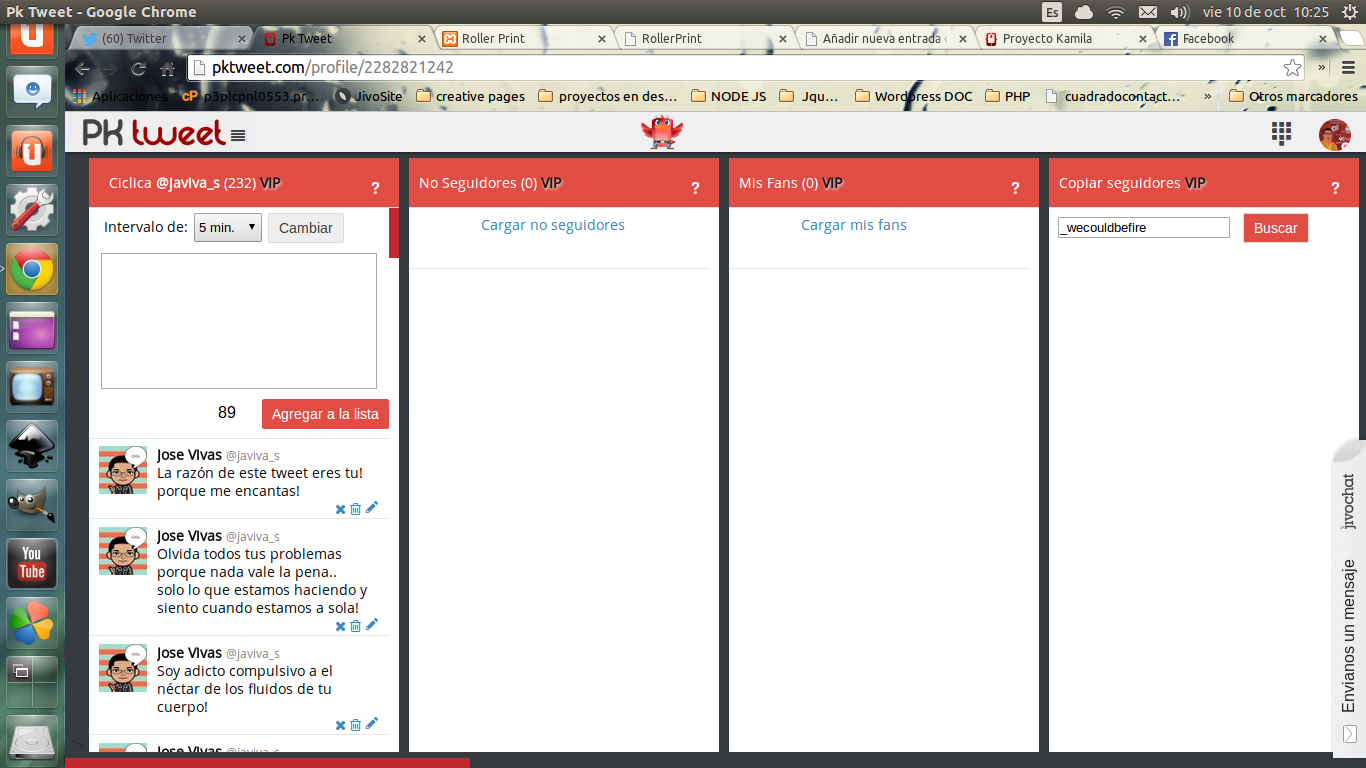 Pk Tweet - Google Chrome
Es
vie 10 de oct 10:25
(60) Twitter
Pk Tweet
Roller Print
RollerPrint
Añadir nueva entrada
Proyecto Kamila
Facebook
pktweet.com/profile/2282821242
»
Aplicaciones
cP p3plcpnl0553.pr...
JivoSite
creative pages
proyectos en des...
NODE JS
Jqu...
Wordpress DOC
PHP
cuadradocontact...
»
Otros marcadores
PK tweet
Ciclica @javIva_s (232) VIP ?
Intervalo de: 5 min. Cambiar
89 Agregar a la lista
Jose VIvas @javiva_s
La razón de este tweet eres tu!
porque me encantas!
Jose VIvas @javiva_s
Olvida todos tus problemas
porque nada vale la pena..
solo lo que estamos haciendo y
siento cuando estamos a sola!
Jose VIvas @javiva_s
Soy adicto compulsivo a el
néctar de los fluidos de tu
cuerpo!
Jose VIvas @javiva_s
No Seguidores (0) VIP ?
Cargar no seguidores
Mis Fans (0) VIP ?
Cargar mis fans
Copiar seguidores VIP ?
_wecouldbefire Buscar
jivochat
Envianos un mensaje
You
Tube